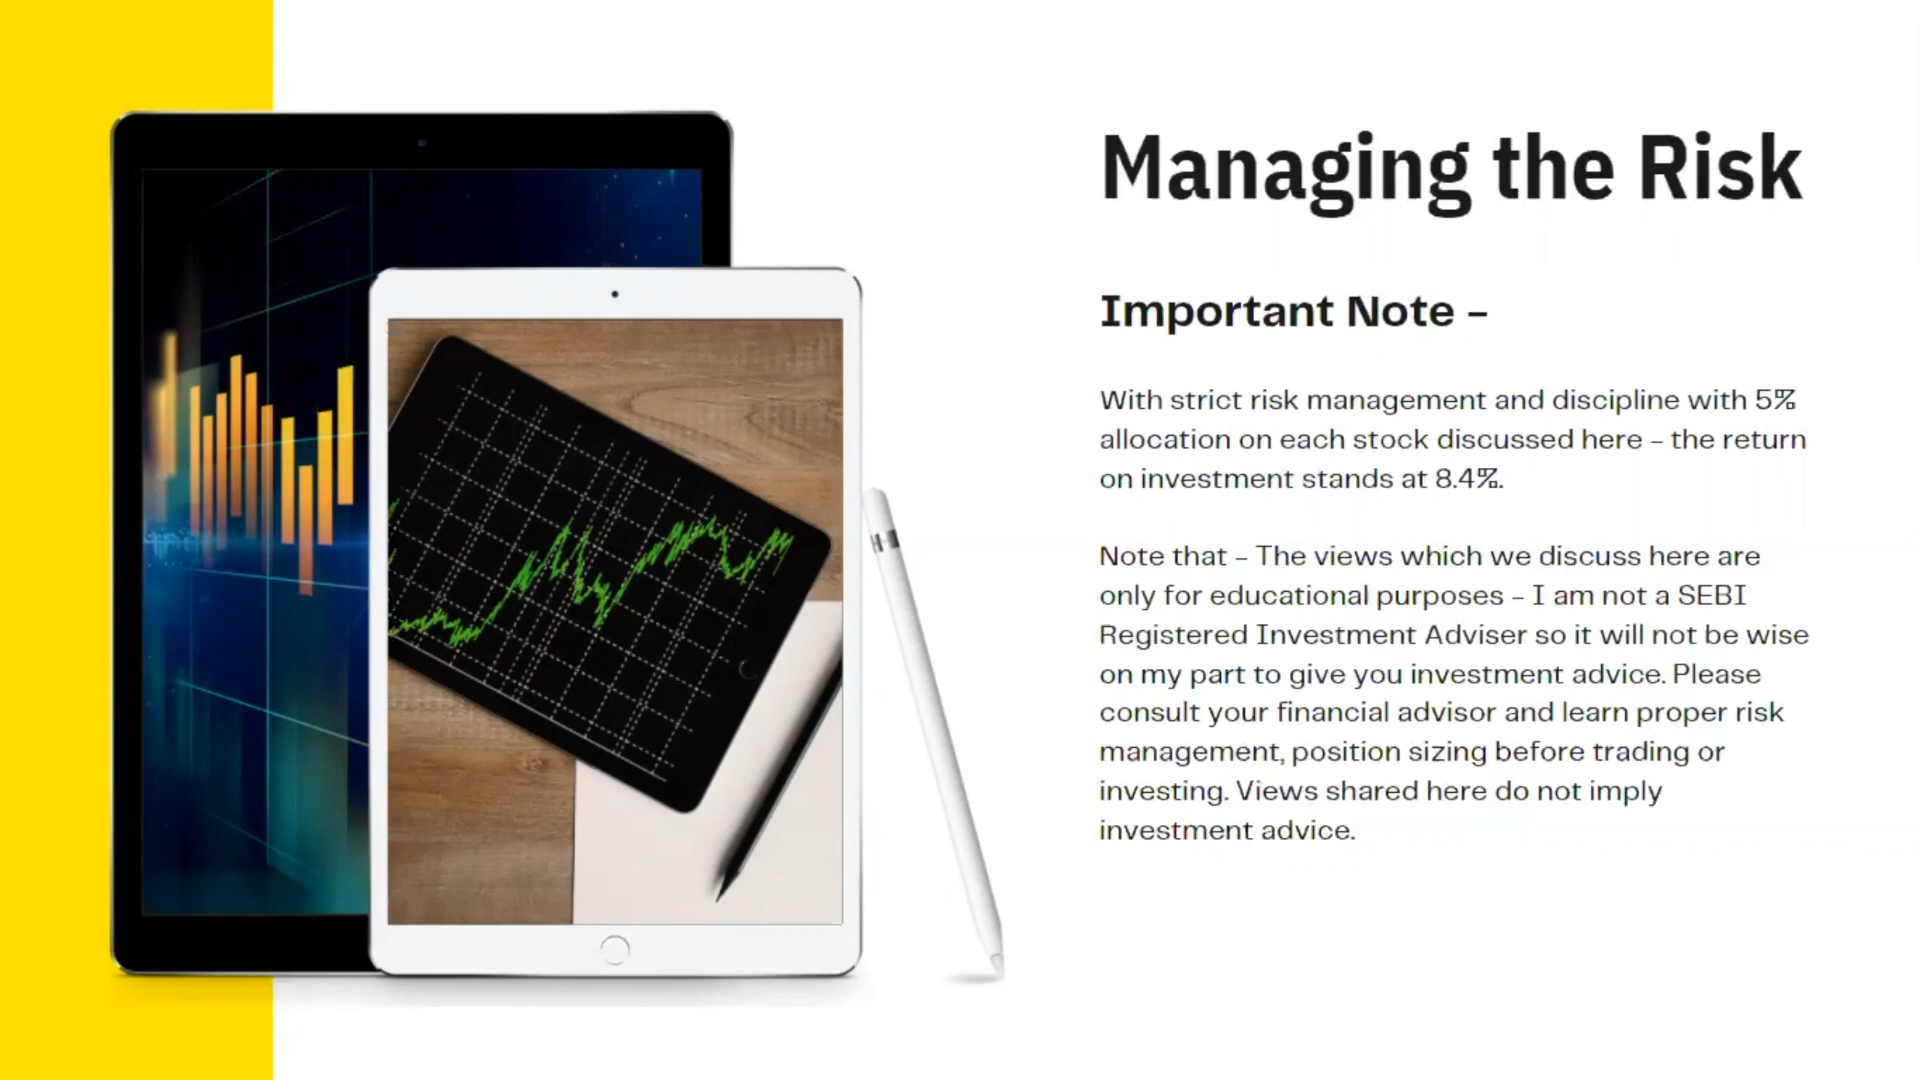 Managing the Risk
Important Note –
With strict risk management and discipline with 5%
allocation on each stock discussed here – the return
on investment stands at 8.4%.
Note that – The views which we discuss here are
only for educational purposes – I am not a SEBI
Registered Investment Adviser so it will not be wise
on my part to give you investment advice. Please
consult your financial advisor and learn proper risk
management, position sizing before trading or
investing. Views shared here do not imply
investment advice.